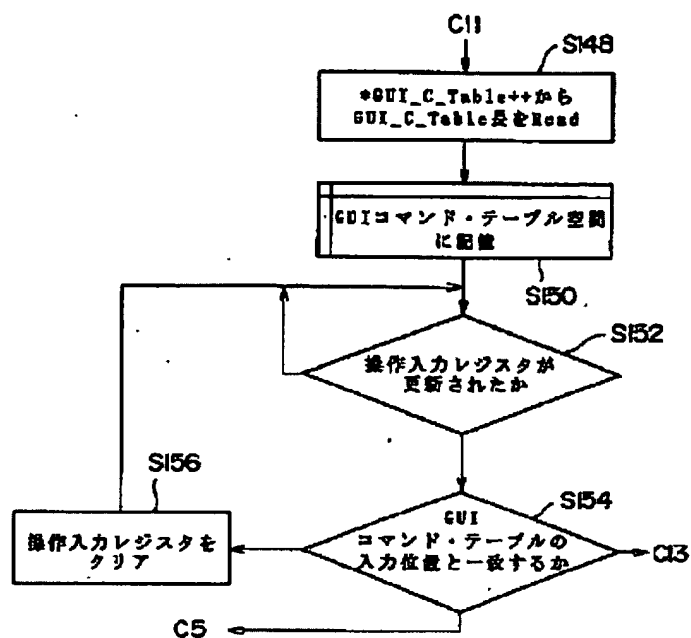 C11
S148
*GUI_C_Table++から
GUI_C_Table長をRead
GUIコマンド・テーブル空間
に記憶
S150
S152
操作入力レジスタが
更新されたか
S156
S154
操作入力レジスタを
クリア
GUI
コマンド・テーブルの
入力位置と一致するか
C13
C5